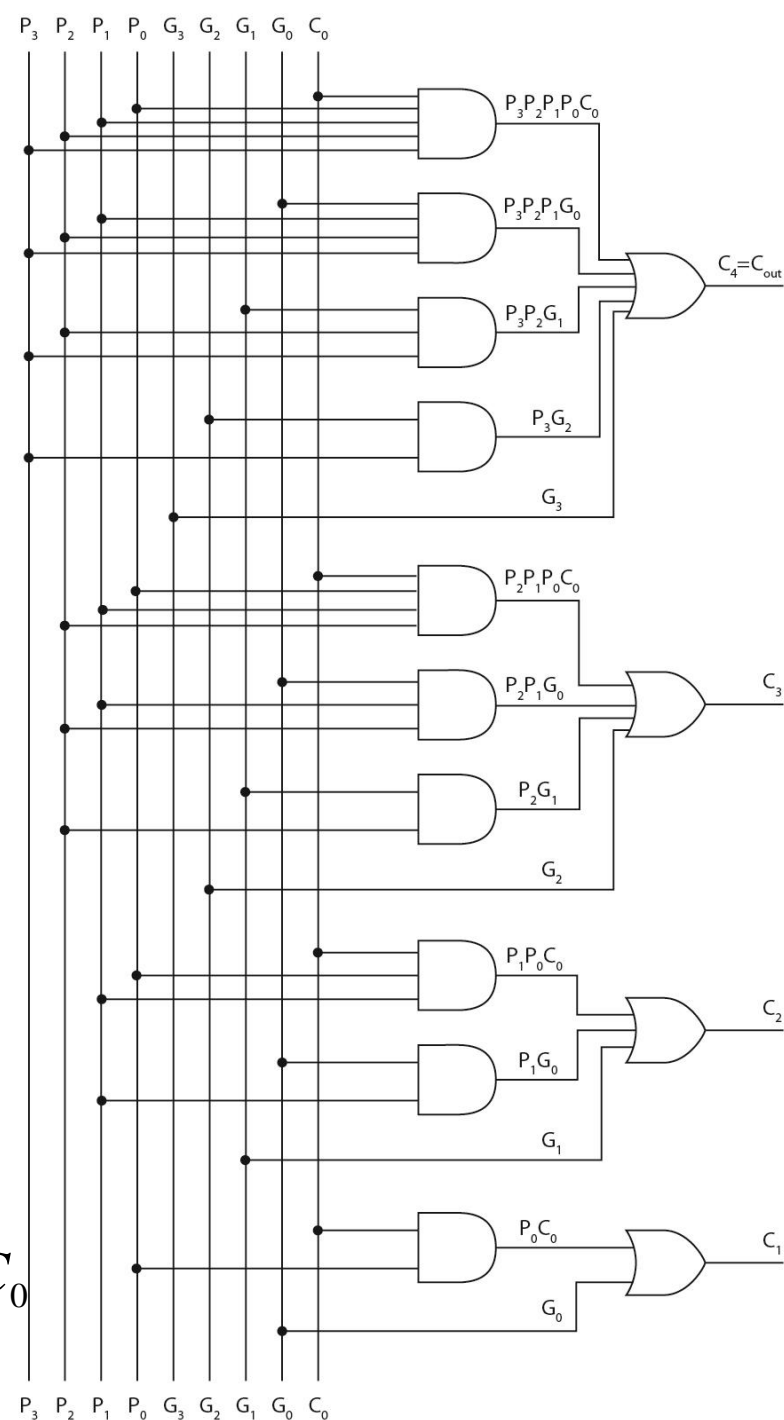 P₃ P₂ P₁ P₀ G₃ G₂ G₁ G₀ C₀
P₃P₂P₁P₀C₀
P₃P₂P₁G₀
C₄=Cₒᵤₜ
P₃P₂G₁
P₃G₂
G₃
P₂P₁P₀C₀
C₃
P₂P₁G₀
P₂G₁
G₂
P₁P₀C₀
C₂
P₁G₀
G₁
P₀C₀
C₁
G₀
P₃ P₂ P₁ P₀ G₃ G₂ G₁ G₀ C₀